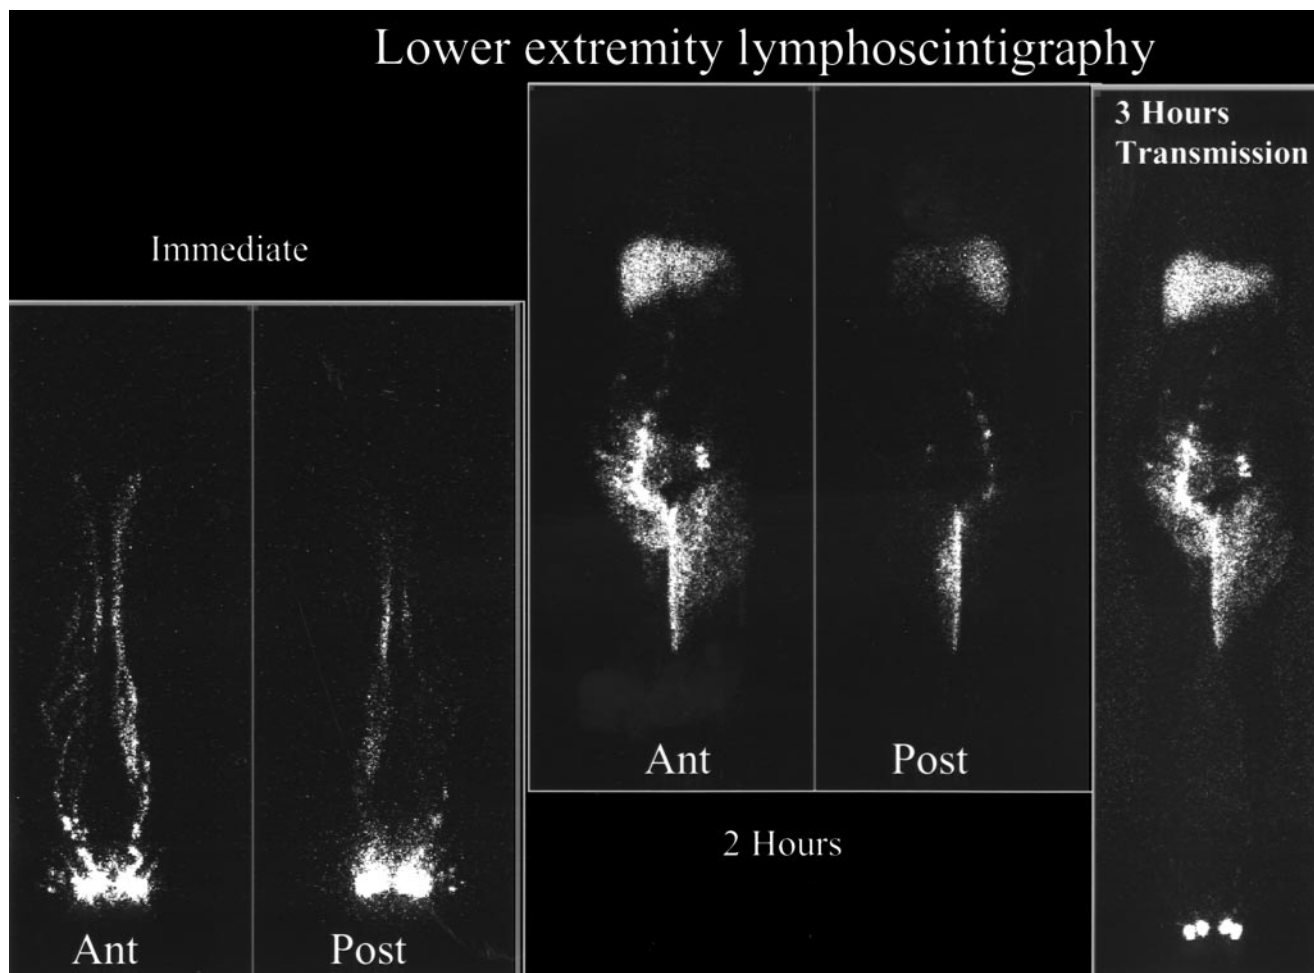 Lower extremity lymphoscintigraphy
3 Hours
Transmission
Immediate
Ant
Post
2 Hours
Ant
Post